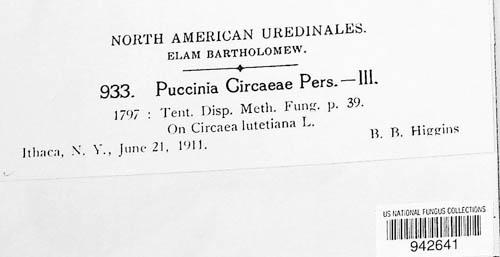 NORTH AMERICAN UREDINALES.
ELAM BARTHOLOMEW.
933. Puccinia Circaeae Pers.—III.
1797 : Tent. Disp. Meth. Fung. p. 39.
On Circaea lutetiana L.
Ithaca, N. Y., June 21, 1911. B. B. Higgins
US NATIONAL FUNGUS COLLECTIONS
942641